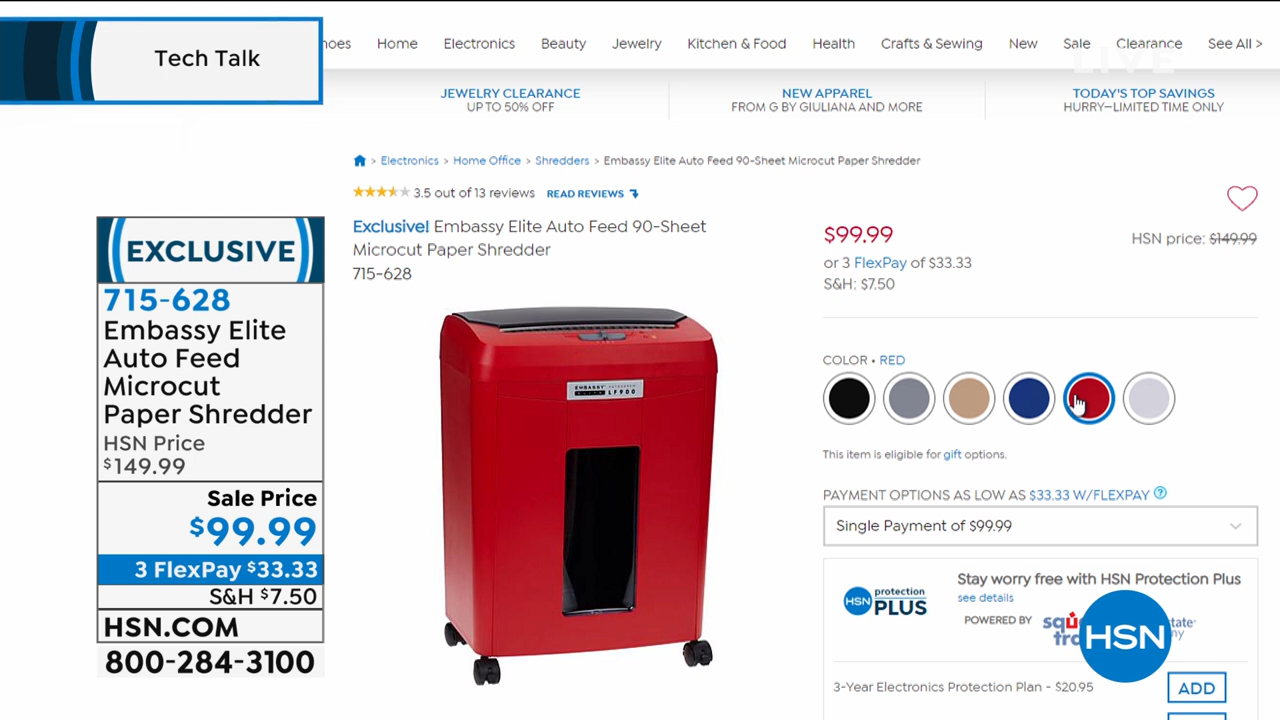 Tech Talk
Home Electronics Beauty Jewelry Kitchen & Food Health Crafts & Sewing New Sale Clearance See All >
LIVE
JEWELRY CLEARANCE
UP TO 50% OFF
NEW APPAREL
FROM G BY GIULIANA AND MORE
TODAY'S TOP SAVINGS
HURRY—LIMITED TIME ONLY
> Electronics > Home Office > Shredders > Embassy Elite Auto Feed 90-Sheet Microcut Paper Shredder
3.5 out of 13 reviews READ REVIEWS
Exclusive! Embassy Elite Auto Feed 90-Sheet
Microcut Paper Shredder
715-628
$99.99
HSN price: $149.99
or 3 FlexPay of $33.33
S&H: $7.50
EXCLUSIVE
715-628
Embassy Elite
Auto Feed
Microcut
Paper Shredder
HSN Price
$149.99
Sale Price
$99.99
3 FlexPay $33.33
S&H $7.50
HSN.COM
800-284-3100
EMBASSY
LF900
COLOR • RED
This item is eligible for gift options.
PAYMENT OPTIONS AS LOW AS $33.33 W/FLEXPAY ?
Single Payment of $99.99
HSN protection
PLUS
Stay worry free with HSN Protection Plus
see details
POWERED BY
HSN
3-Year Electronics Protection Plan - $20.95
ADD